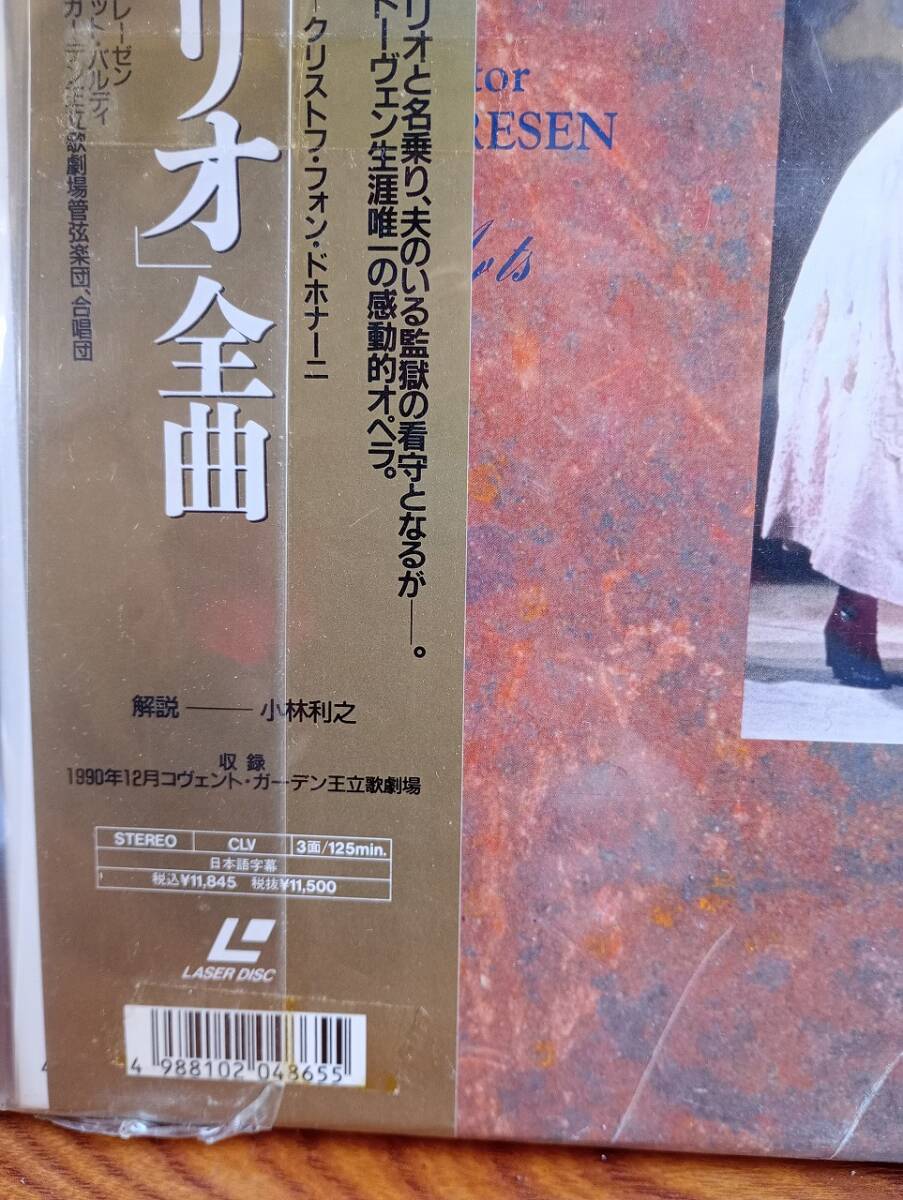 リオと名乗り、夫のいる監獄の看守となるが——。
トーヴェン生涯唯一の感動的オペラ。
クリストフ・フォン・ドホナーニ
リオ」全曲
レーゼン
ット・バルディ
ガーデン王立歌劇場管弦楽団、合唱団
解説——小林利之
収録
1990年12月コヴェント・ガーデン王立歌劇場
STEREO CLV 3面/125min.
日本語字幕
税込¥11,845 税抜¥11,500
LASER DISC
4 988102 048655
tor
RESEN